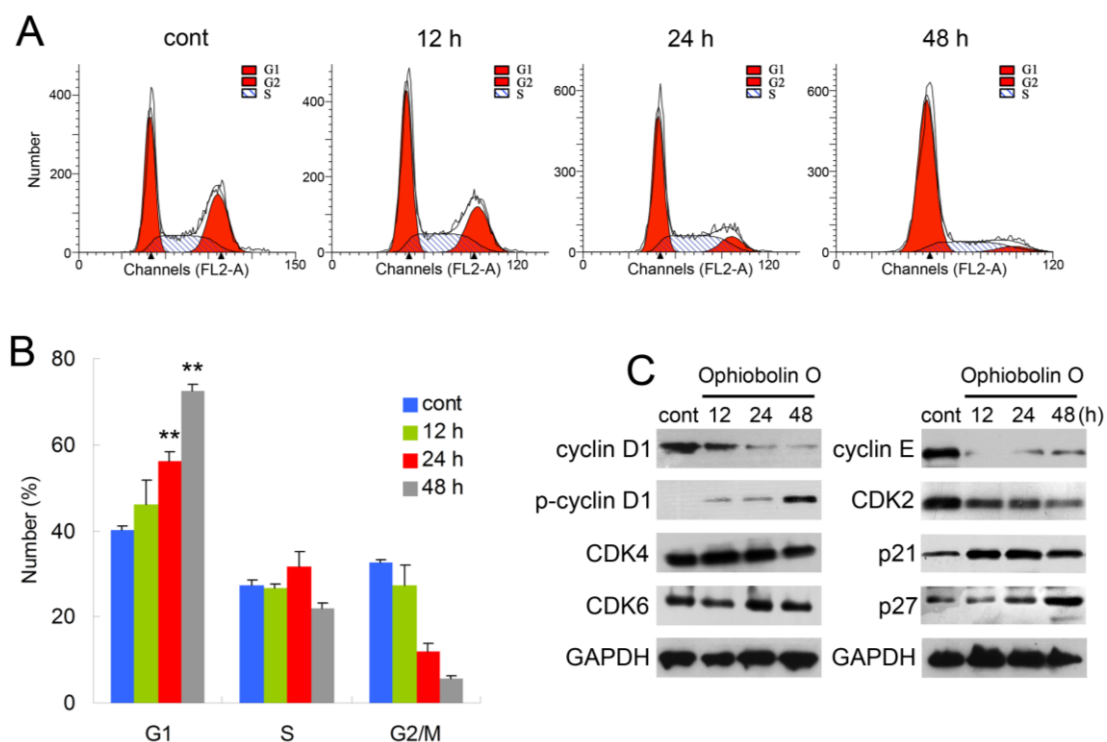 A
cont
12 h
24 h
48 h
G1
G2
S
G1
G2
S
G1
G2
S
G1
G2
S
Number
400
200
0
400
200
0
600
300
0
600
300
0
Channels (FL2-A)
150
0
Channels (FL2-A)
120
0
Channels (FL2-A)
120
0
Channels (FL2-A)
120
B
Number (%)
80
60
40
20
0
**
**
cont
12 h
24 h
48 h
G1
S
G2/M
C
Ophiobolin O
cont 12 24 48
cyclin D1
p-cyclin D1
CDK4
CDK6
GAPDH
Ophiobolin O
cont 12 24 48 (h)
cyclin E
CDK2
p21
p27
GAPDH